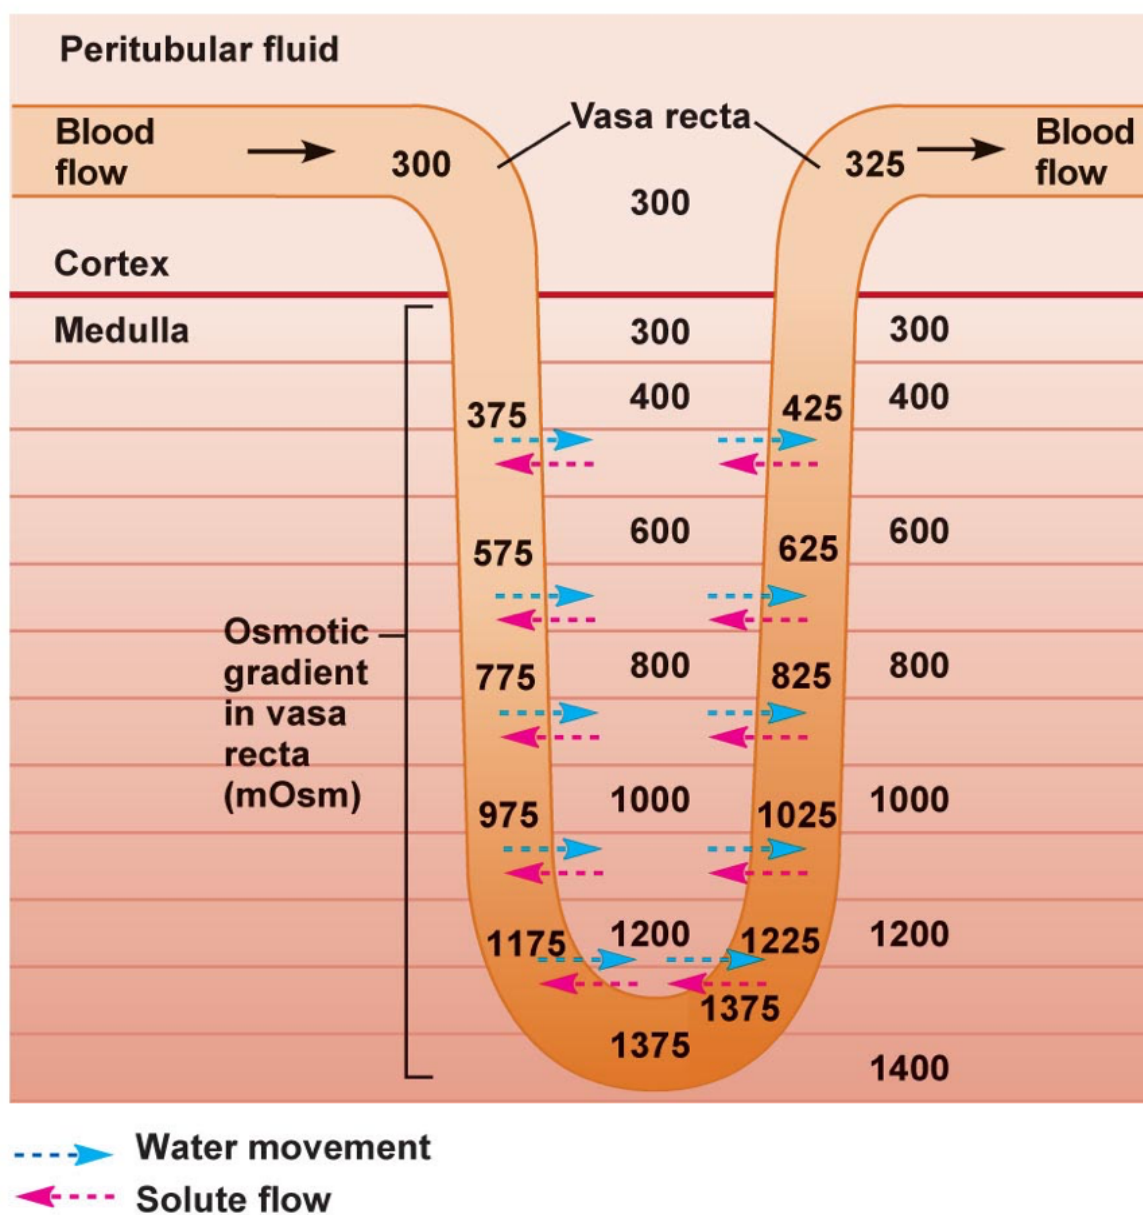 Peritubular fluid
Blood
flow
300
Vasa recta
325
Blood
flow
300
Cortex
Medulla
300
300
375
400
425
400
575
600
625
600
Osmotic
gradient
in vasa
recta
(mOsm)
775
800
825
800
975
1000
1025
1000
1175
1200
1225
1200
1375
1375
1400
Water movement
Solute flow